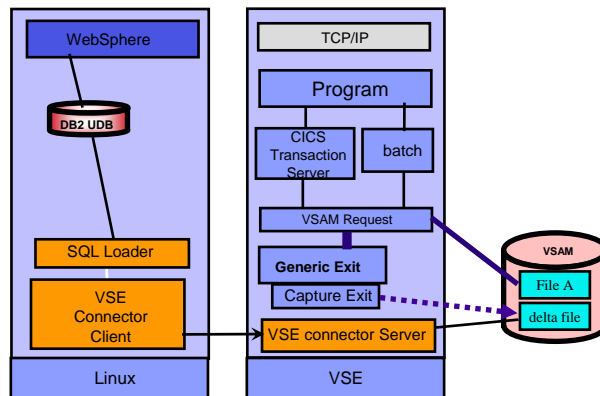 WebSphere
DB2 UDB
SQL Loader
VSE
Connector
Client
Linux
TCP/IP
Program
CICS
Transaction
Server
batch
VSAM Request
Generic Exit
Capture Exit
VSE connector Server
VSE
VSAM
File A
delta file